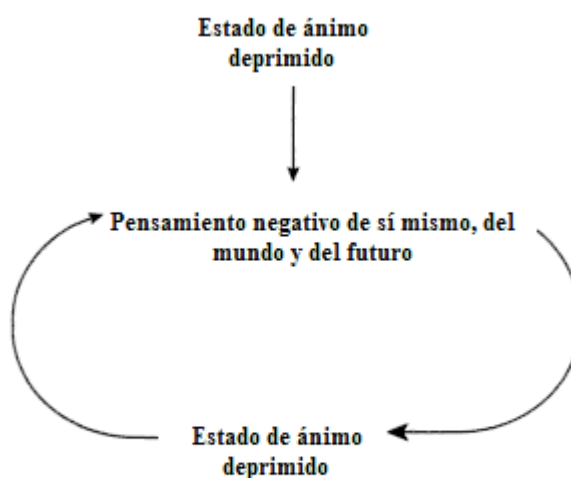 Estado de ánimo
deprimido
Pensamiento negativo de sí mismo, del
mundo y del futuro
Estado de ánimo
deprimido